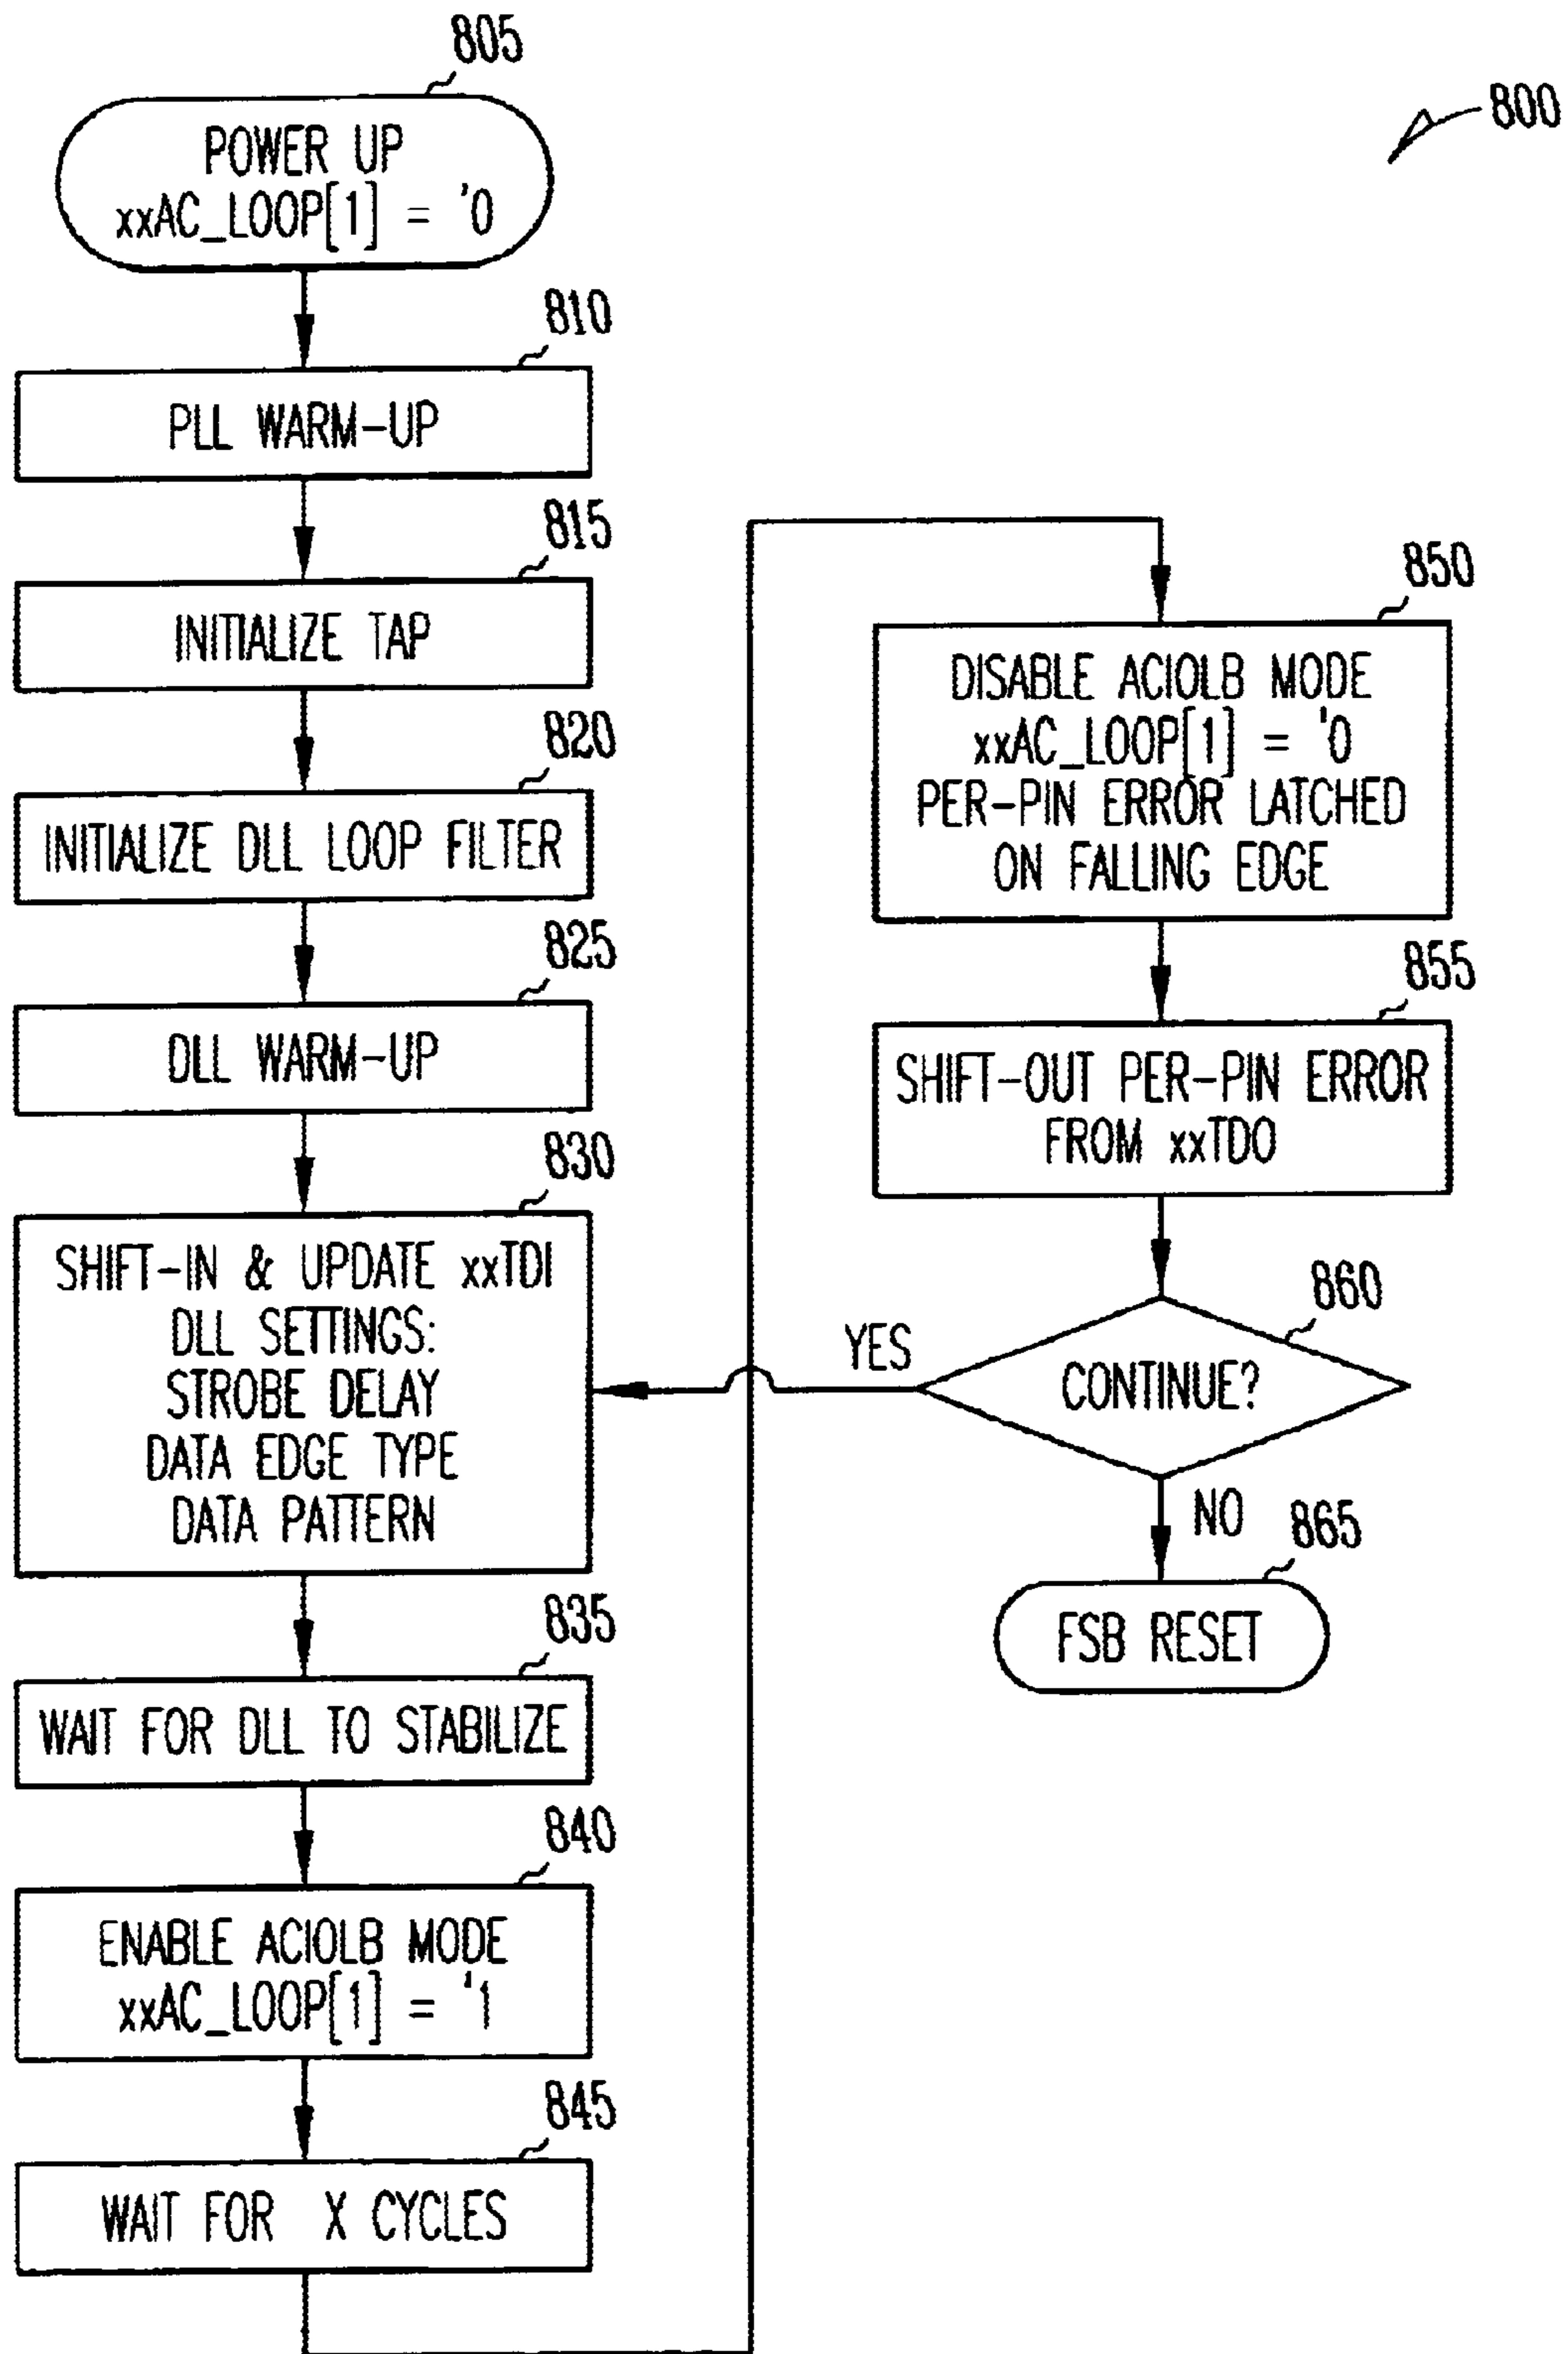 805
POWER UP
xxAC_LOOP[1] = '0
800
810
PLL WARM-UP
815
INITIALIZE TAP
820
INITIALIZE DLL LOOP FILTER
825
DLL WARM-UP
830
SHIFT-IN & UPDATE xxTDI
DLL SETTINGS:
STROBE DELAY
DATA EDGE TYPE
DATA PATTERN
835
WAIT FOR DLL TO STABILIZE
840
ENABLE ACIOLB MODE
xxAC_LOOP[1] = '1
845
WAIT FOR X CYCLES
850
DISABLE ACIOLB MODE
xxAC_LOOP[1] = '0
PER-PIN ERROR LATCHED
ON FALLING EDGE
855
SHIFT-OUT PER-PIN ERROR
FROM xxTDO
860
CONTINUE?
YES
NO
865
FSB RESET